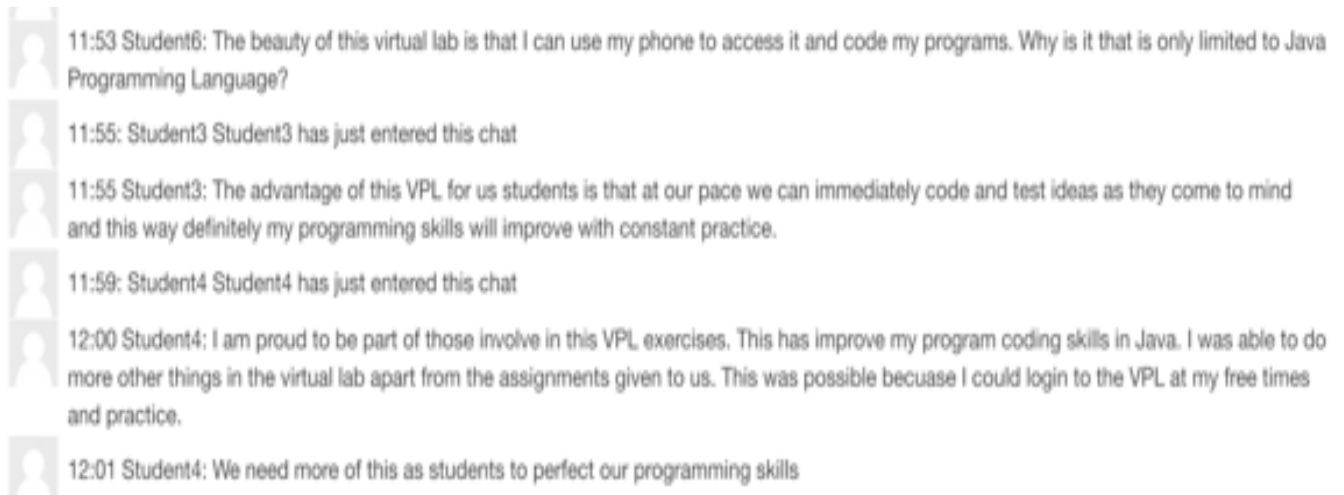 11:53 Student6: The beauty of this virtual lab is that I can use my phone to access it and code my programs. Why is it that is only limited to Java
Programming Language?
11:55: Student3 Student3 has just entered this chat
11:55 Student3: The advantage of this VPL for us students is that at our pace we can immediately code and test ideas as they come to mind
and this way definitely my programming skills will improve with constant practice.
11:59: Student4 Student4 has just entered this chat
12:00 Student4: I am proud to be part of those involve in this VPL exercises. This has improve my program coding skills in Java. I was able to do
more other things in the virtual lab apart from the assignments given to us. This was possible becuase I could login to the VPL at my free times
and practice.
12:01 Student4: We need more of this as students to perfect our programming skills